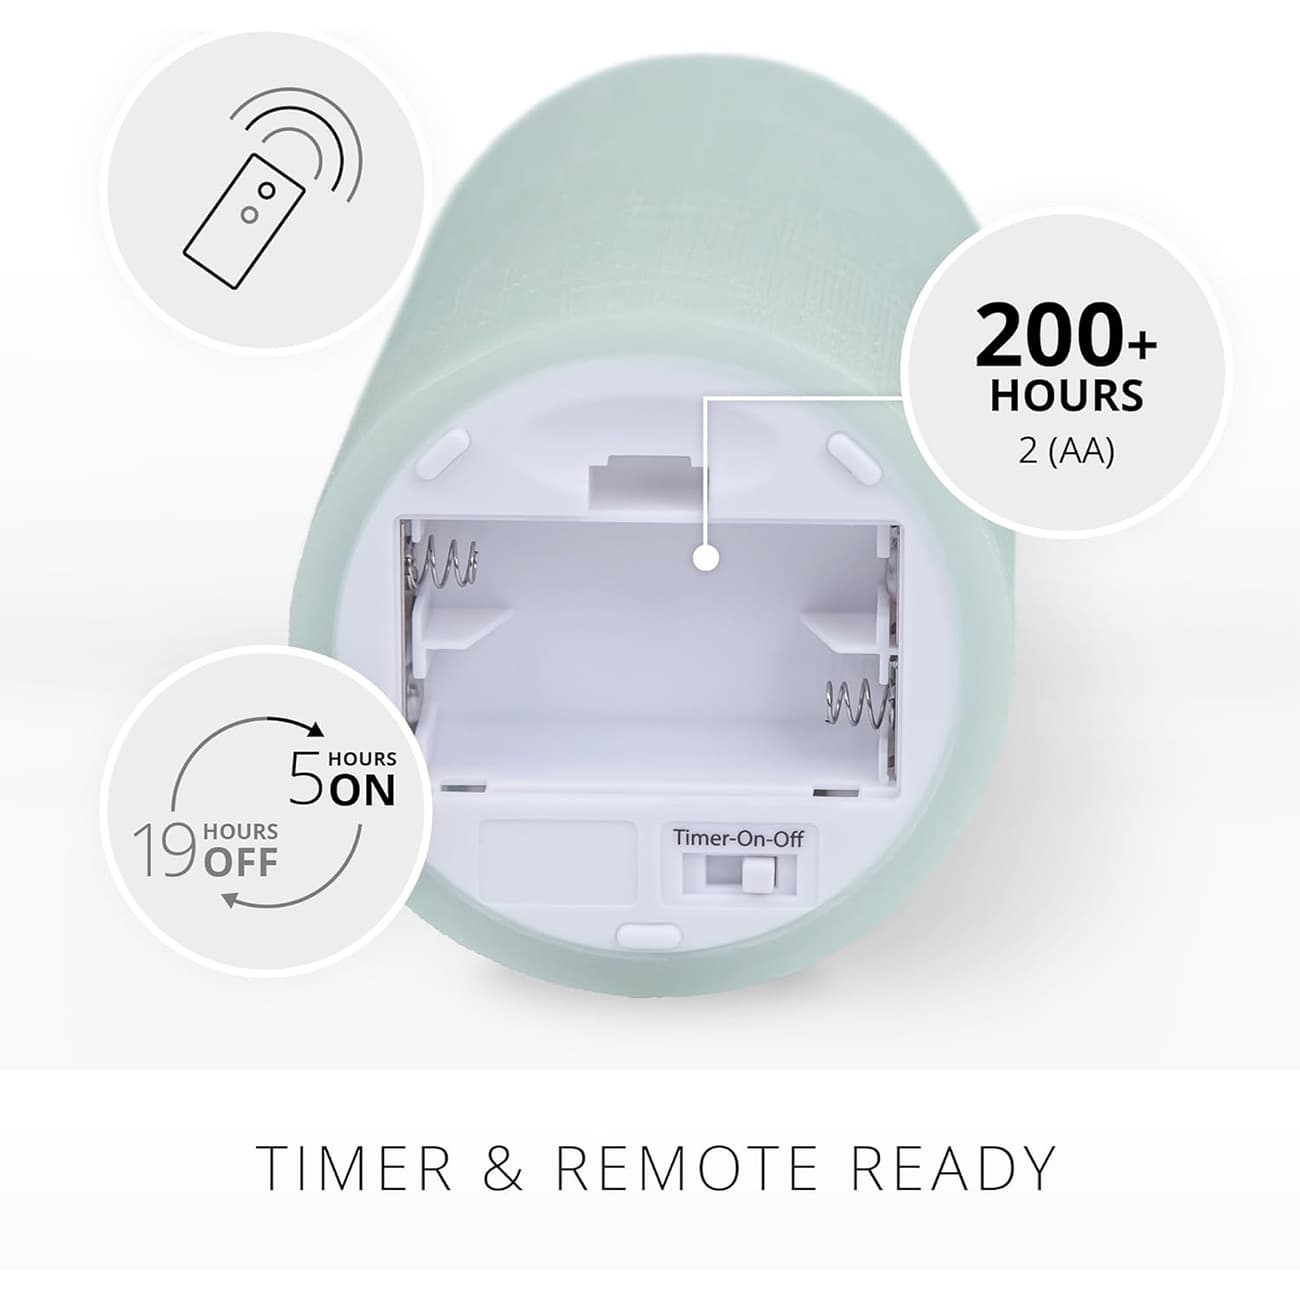 200+
HOURS
2 (AA)
5 HOURS
ON
19 HOURS
OFF
Timer-On-Off
TIMER & REMOTE READY